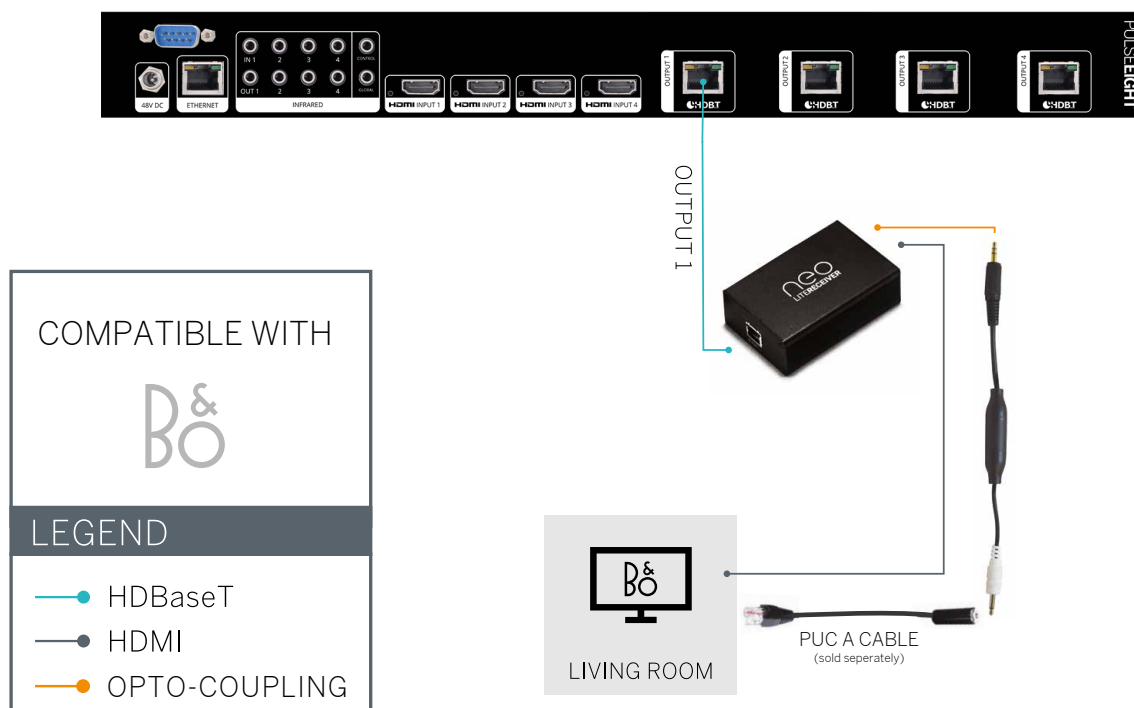 48V DC
ETHERNET
IN 1 2 3 4 CONTROL
OUT 1 2 3 4 GLOBAL
INFRARED
HDMI INPUT 1
HDMI INPUT 2
HDMI INPUT 3
HDMI INPUT 4
OUTPUT 1
HDBT
OUTPUT 2
HDBT
OUTPUT 3
HDBT
OUTPUT 4
HDBT
PULSEEIGHT
OUTPUT 1
neo
LITERECEIVER
COMPATIBLE WITH
B&O
LEGEND
HDBaseT
HDMI
OPTO-COUPLING
B&O
LIVING ROOM
PUC A CABLE
(sold seperately)